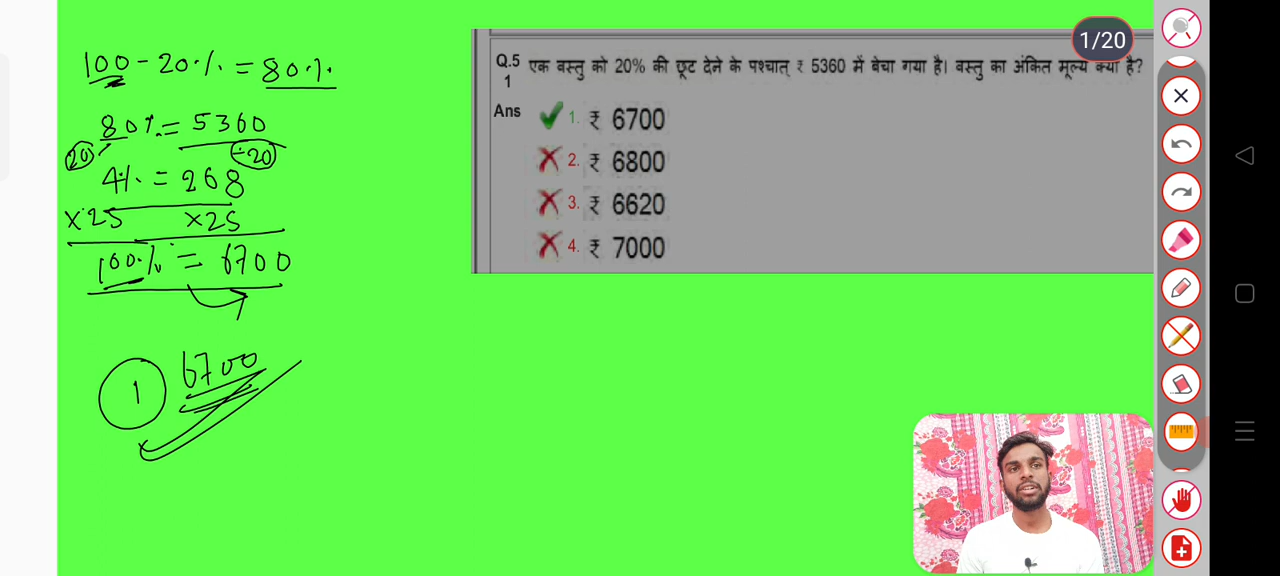 100 - 20% = 80%
80% = 5360
20 ÷20
4% = 268
×25 ×25
100% = 6700
1 6700
1/20
Q.5 एक वस्तु को 20% की छूट देने के पश्चात् ₹ 5360 में बेचा गया है। वस्तु का अंकित मूल्य क्या है?
1
Ans 1. ₹ 6700
2. ₹ 6800
3. ₹ 6620
4. ₹ 7000